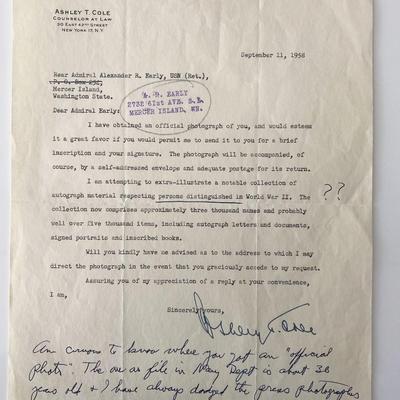 ASHLEY T. COLE
COUNSELOR AT LAW
30 EAST 42ND STREET
NEW YORK 17, N.Y.
September 11, 1958
Rear Admiral Alexander R. Early, USN (Ret.),
P. O. Box 254,
Mercer Island,
Washington State.
A. R. EARLY
2732 61st AVE. S.E.
MERCER ISLAND, WN.
Dear Admiral Early:
I have obtained an official photograph of you, and would esteem
it a great favor if you would permit me to send it to you for a brief
inscription and your signature. The photograph will be accompanied, of
course, by a self-addressed envelope and adequate postage for its return.
I am attempting to extra-illustrate a notable collection of
autograph material respecting persons distinguished in World War II. The ??
collection now comprises approximately three thousand names and probably
well over five thousand items, including autograph letters and documents,
signed portraits and inscribed books.
Will you kindly have me advised as to the address to which I may
direct the photograph in the event that you graciously accede to my request.
Assuring you of my appreciation of a reply at your convenience,
I am,
Sincerely yours,
Ashley T. Cole
Am curious to know where you got an "official
photo". The one on file in Navy Dept is about 38
years old & I have always dodged the press photographs